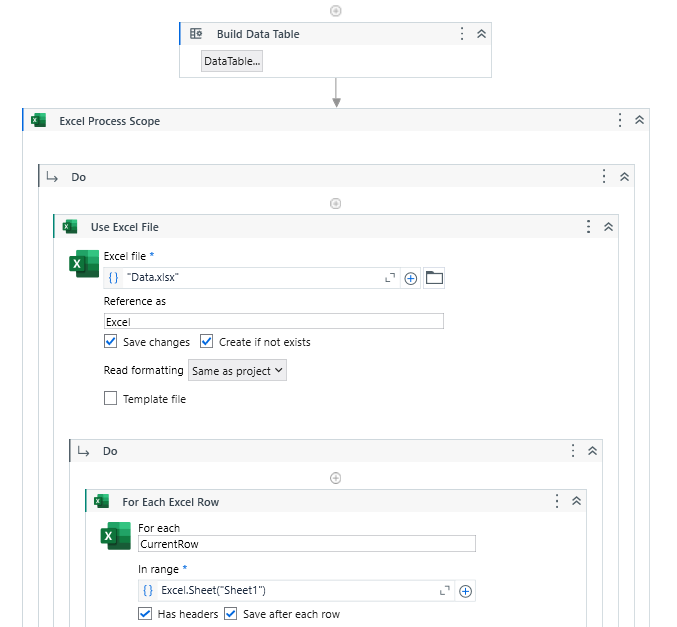 Build Data Table
DataTable...
Excel Process Scope
Do
Use Excel File
Excel file *
"Data.xlsx"
Reference as
Excel
Save changes Create if not exists
Read formatting Same as project
Template file
Do
For Each Excel Row
For each
CurrentRow
In range *
Excel.Sheet("Sheet1")
Has headers Save after each row